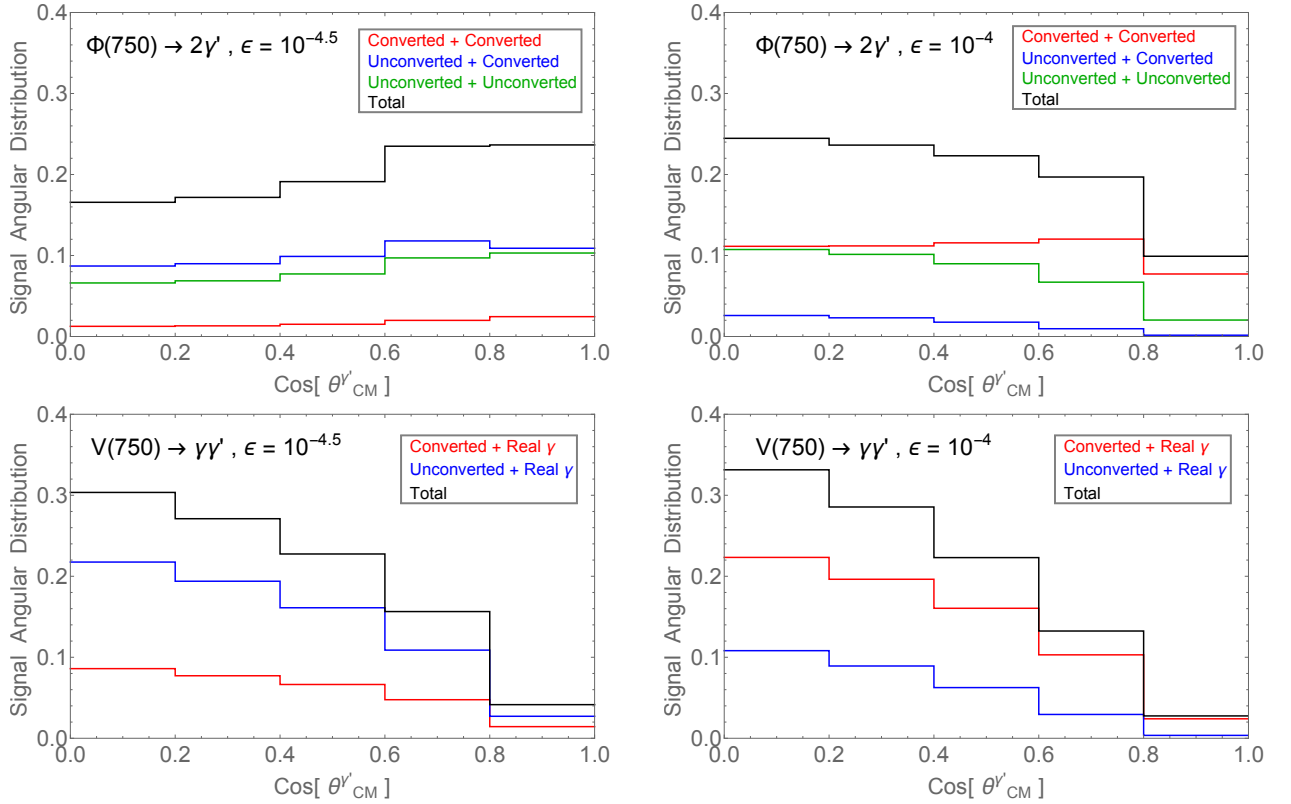 Φ(750) → 2γ' , ϵ = 10^-4.5
Converted + Converted
Unconverted + Converted
Unconverted + Unconverted
Total
Signal Angular Distribution
0.4
0.3
0.2
0.1
0.0
0.0 0.2 0.4 0.6 0.8 1.0
Cos[ θ^γ'_CM ]
Φ(750) → 2γ' , ϵ = 10^-4
Converted + Converted
Unconverted + Converted
Unconverted + Unconverted
Total
Signal Angular Distribution
0.4
0.3
0.2
0.1
0.0
0.0 0.2 0.4 0.6 0.8 1.0
Cos[ θ^γ'_CM ]
V(750) → γγ' , ϵ = 10^-4.5
Converted + Real γ
Unconverted + Real γ
Total
Signal Angular Distribution
0.4
0.3
0.2
0.1
0.0
0.0 0.2 0.4 0.6 0.8 1.0
Cos[ θ^γ'_CM ]
V(750) → γγ' , ϵ = 10^-4
Converted + Real γ
Unconverted + Real γ
Total
Signal Angular Distribution
0.4
0.3
0.2
0.1
0.0
0.0 0.2 0.4 0.6 0.8 1.0
Cos[ θ^γ'_CM ]